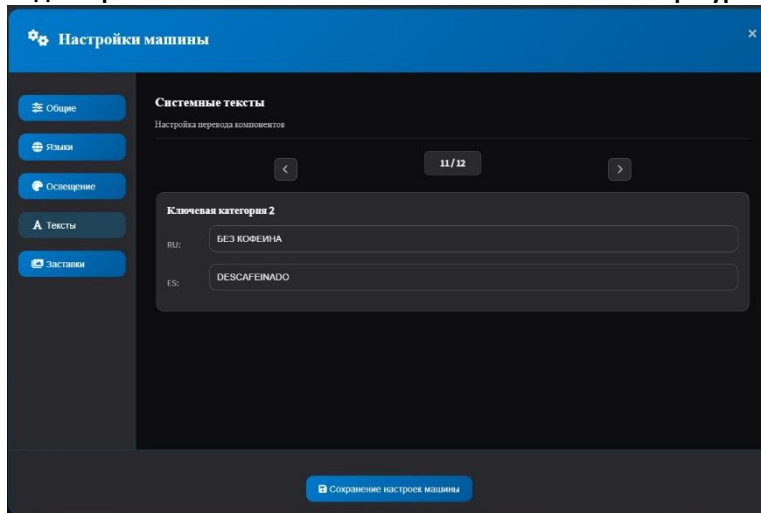 Настройки машины
×
Общие
Языки
Освещение
Тексты
Заставки
Системные тексты
Настройка перевода компонентов
<
11/12
>
Ключевая категория 2
RU:
БЕЗ КОФЕИНА
ES:
DESCAFEINADO
Сохранение настроек машины